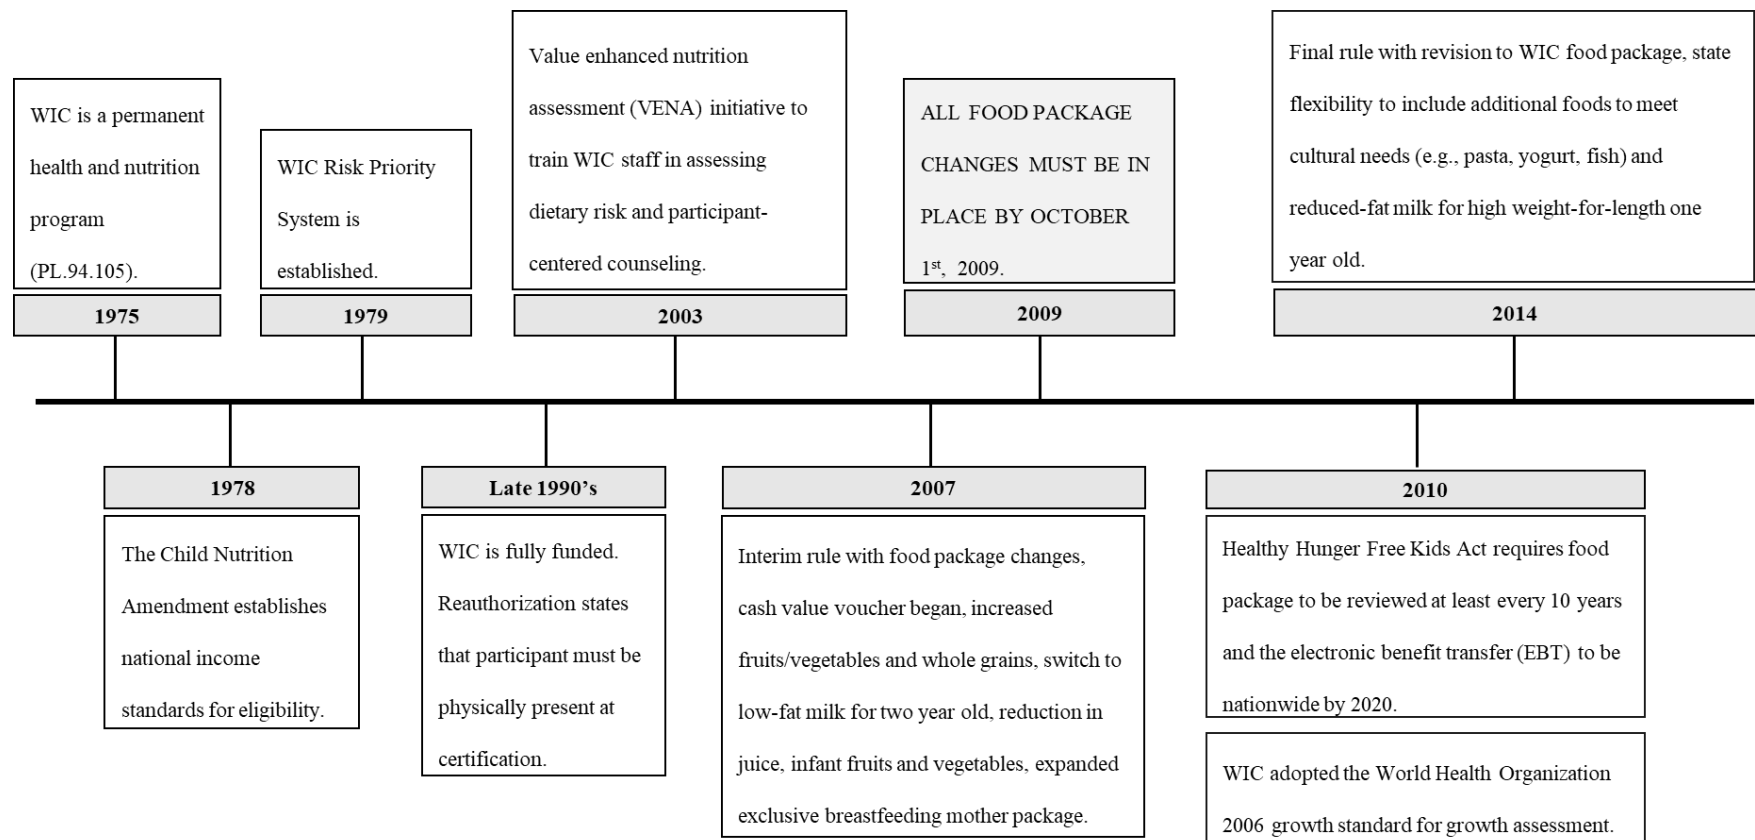 WIC is a permanent
health and nutrition
program
(PL.94.105).
1975
The Child Nutrition
Amendment establishes
national income
standards for eligibility.
1978
WIC Risk Priority
System is
established.
1979
Late 1990’s
WIC is fully funded.
Reauthorization states
that participant must be
physically present at
certification.
Value enhanced nutrition
assessment (VENA) initiative to
train WIC staff in assessing
dietary risk and participant-
centered counseling.
2003
2007
Interim rule with food package changes,
cash value voucher began, increased
fruits/vegetables and whole grains, switch to
low-fat milk for two year old, reduction in
juice, infant fruits and vegetables, expanded
exclusive breastfeeding mother package.
ALL FOOD PACKAGE
CHANGES MUST BE IN
PLACE BY OCTOBER
1st, 2009.
2009
2010
Healthy Hunger Free Kids Act requires food
package to be reviewed at least every 10 years
and the electronic benefit transfer (EBT) to be
nationwide by 2020.
WIC adopted the World Health Organization
2006 growth standard for growth assessment.
Final rule with revision to WIC food package, state
flexibility to include additional foods to meet
cultural needs (e.g., pasta, yogurt, fish) and
reduced-fat milk for high weight-for-length one
year old.
2014